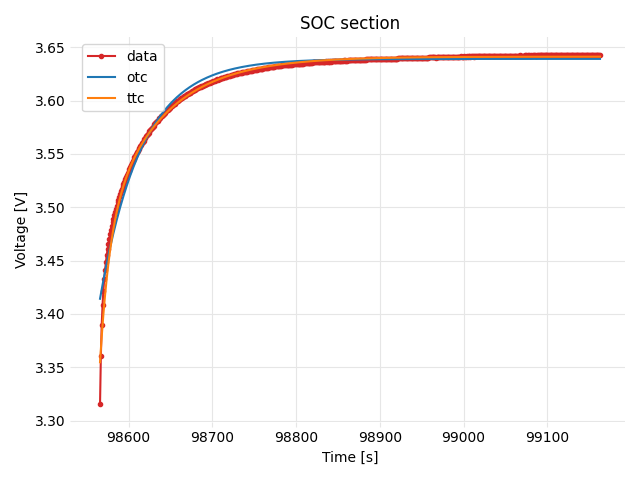 SOC section
data
otc
ttc
3.65
3.60
3.55
3.50
3.45
3.40
3.35
3.30
Voltage [V]
98600 98700 98800 98900 99000 99100
Time [s]